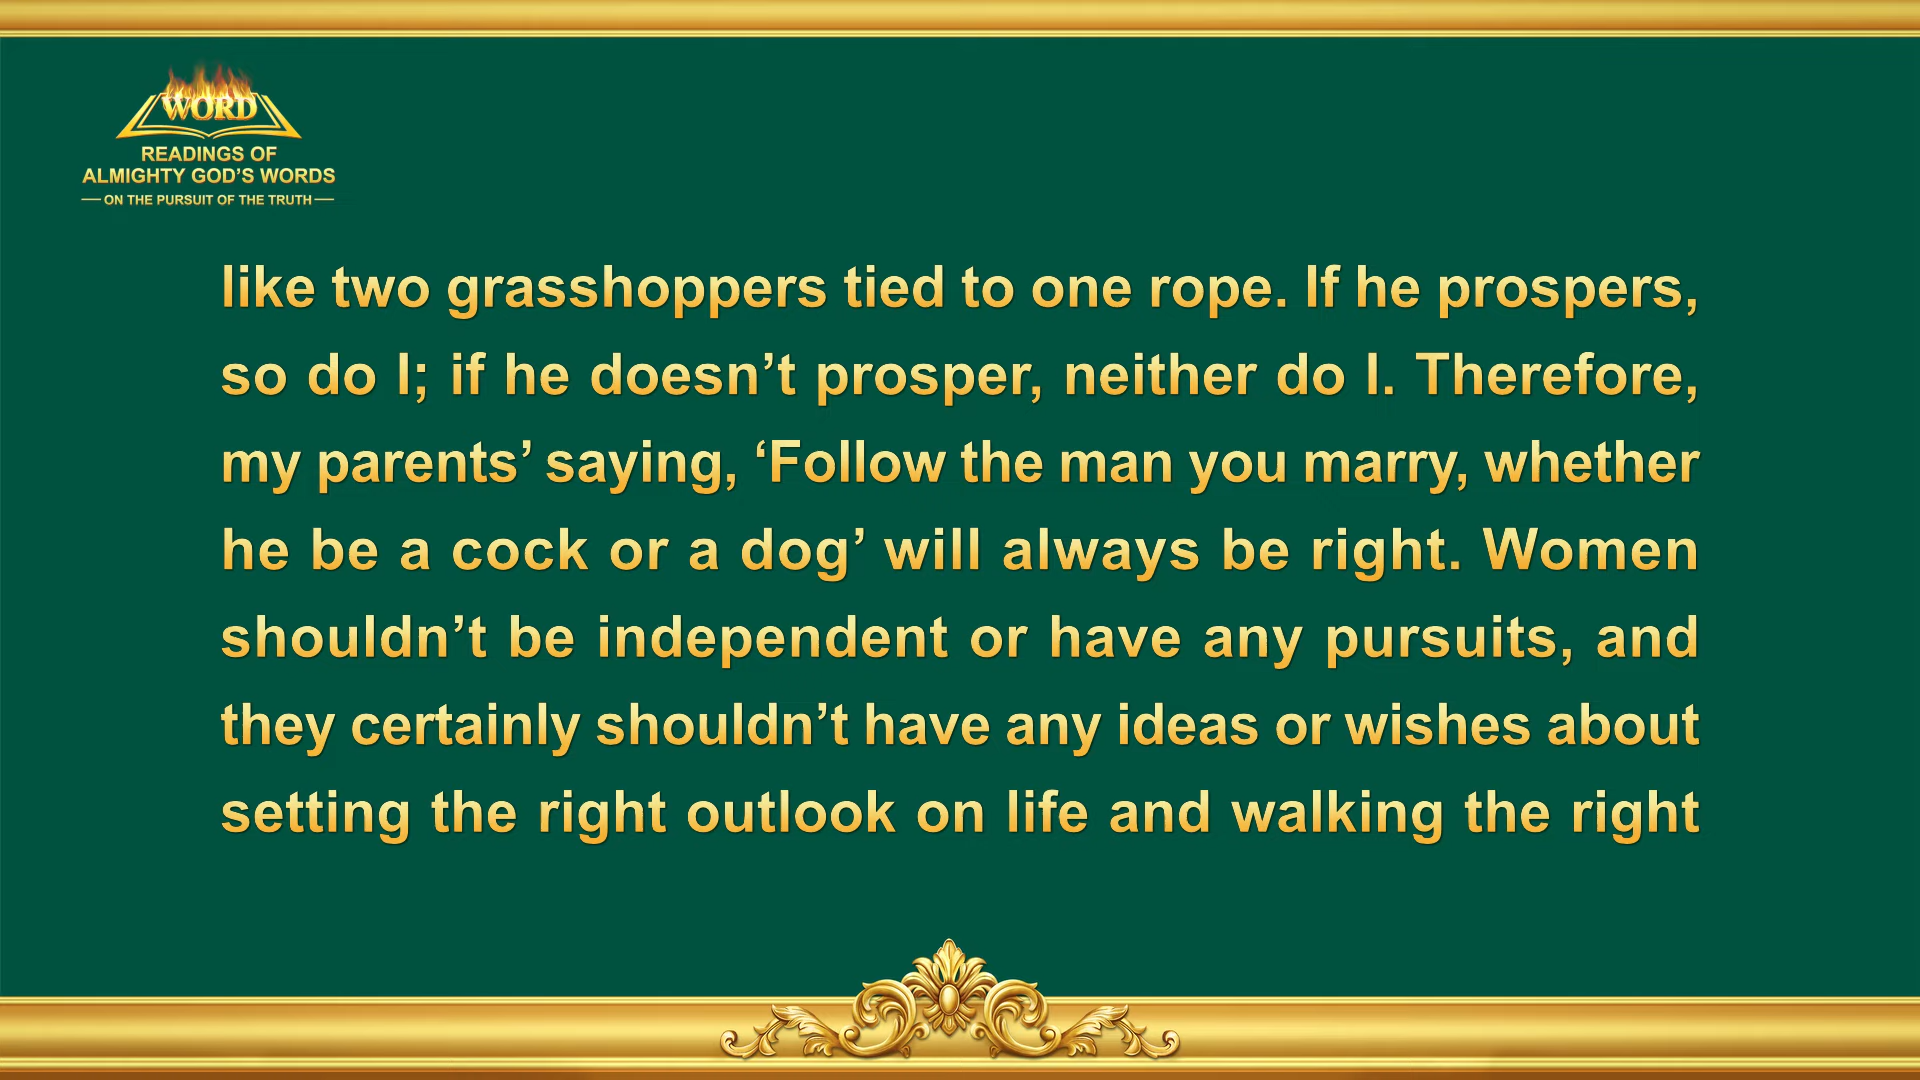 WORD
READINGS OF
ALMIGHTY GOD’S WORDS
ON THE PURSUIT OF THE TRUTH
like two grasshoppers tied to one rope. If he prospers,
so do I; if he doesn’t prosper, neither do I. Therefore,
my parents’ saying, ‘Follow the man you marry, whether
he be a cock or a dog’ will always be right. Women
shouldn’t be independent or have any pursuits, and
they certainly shouldn’t have any ideas or wishes about
setting the right outlook on life and walking the right